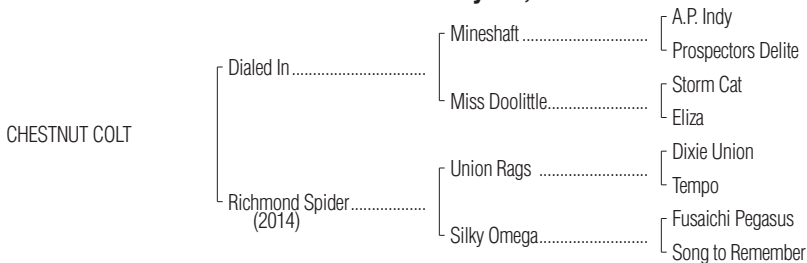 A.P. Indy
Mineshaft ..............................
Prospectors Delite
Dialed In................................
Storm Cat
Miss Doolittle........................
Eliza
CHESTNUT COLT
Dixie Union
Union Rags ..........................
Tempo
Richmond Spider..................
(2014)
Fusaichi Pegasus
Silky Omega..........................
Song to Remember